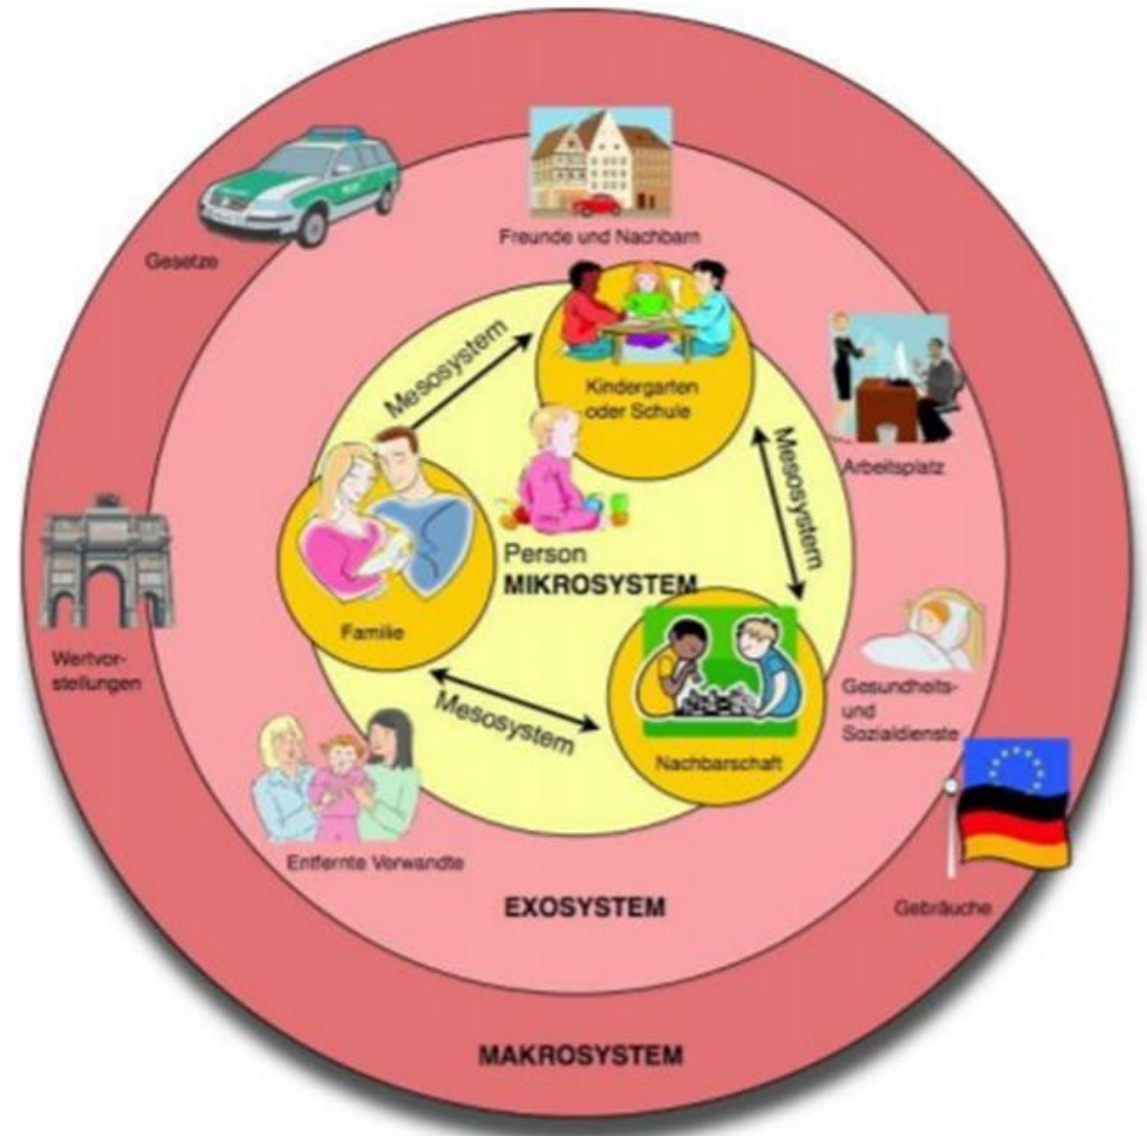 Freunde und Nachbarn
Gesetze
Mesosystem
Kindergarten
oder Schule
Mesosystem
Arbeitsplatz
Person
MIKROSYSTEM
Familie
Wertvor-
stellungen
Gesundheits-
und
Sozialdienste
Mesosystem
Nachbarschaft
Entfernte Verwandte
EXOSYSTEM
Gebräuche
MAKROSYSTEM